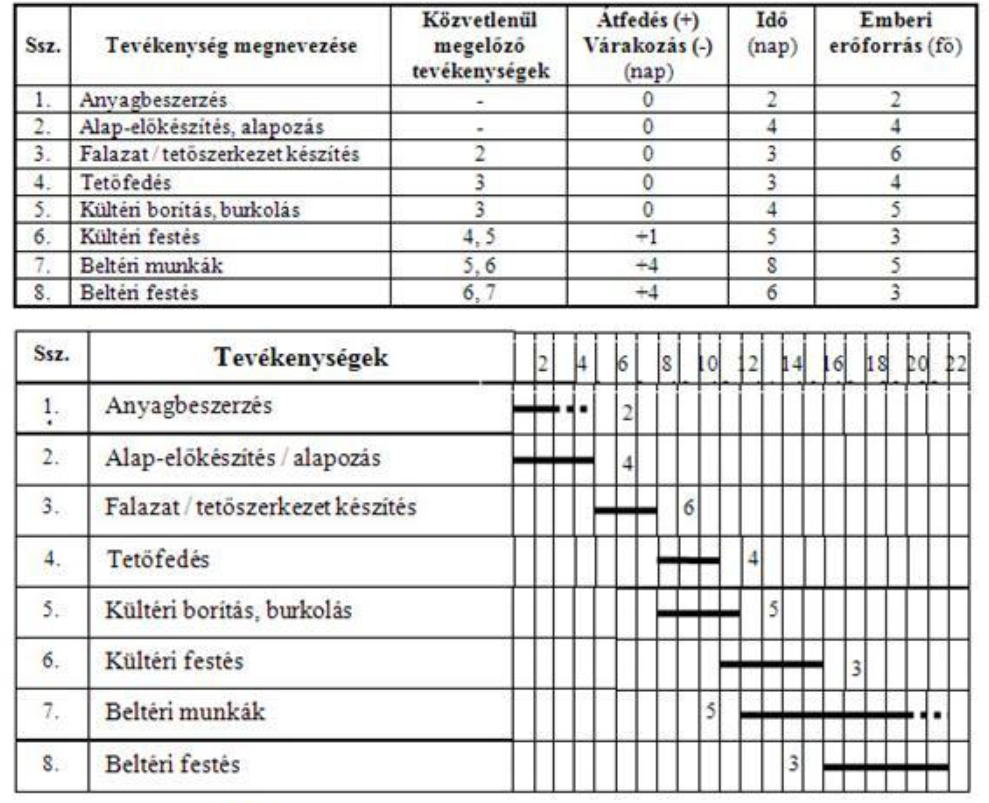 Ssz. Tevékenység megnevezése Közvetlenül megelőző tevékenységek Átfedés (+) Várakozás (-) (nap) Idő (nap) Emberi erőforrás (fő)
1. Anyagbeszerzés - 0 2 2
2. Alap-előkészítés, alapozás - 0 4 4
3. Falazat / tetőszerkezet készítés 2 0 3 6
4. Tetőfedés 3 0 3 4
5. Kültéri borítás, burkolás 3 0 4 5
6. Kültéri festés 4, 5 +1 5 3
7. Beltéri munkák 5, 6 +4 8 5
8. Beltéri festés 6, 7 +4 6 3
Ssz. Tevékenységek 2 4 6 8 10 12 14 16 18 20 22
1. Anyagbeszerzés 2
2. Alap-előkészítés / alapozás 4
3. Falazat / tetőszerkezet készítés 6
4. Tetőfedés 4
5. Kültéri borítás, burkolás 5
6. Kültéri festés 3
7. Beltéri munkák 5
8. Beltéri festés 3